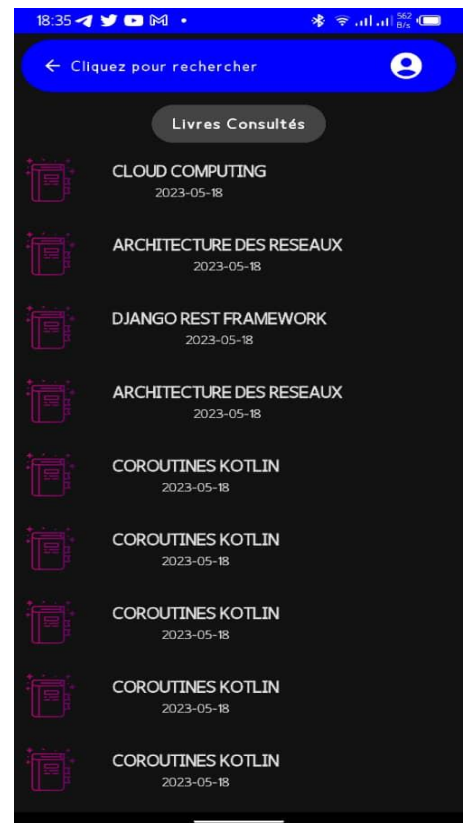 18:35 562 B/s
Cliquez pour rechercher
Livres Consultés
CLOUD COMPUTING
2023-05-18
ARCHITECTURE DES RESEAUX
2023-05-18
DJANGO REST FRAMEWORK
2023-05-18
ARCHITECTURE DES RESEAUX
2023-05-18
COROUTINES KOTLIN
2023-05-18
COROUTINES KOTLIN
2023-05-18
COROUTINES KOTLIN
2023-05-18
COROUTINES KOTLIN
2023-05-18
COROUTINES KOTLIN
2023-05-18